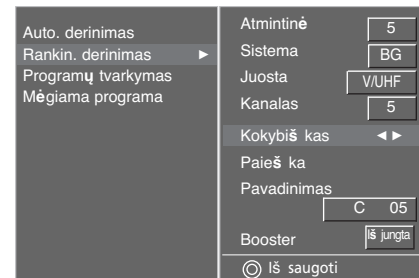 Auto. derinimas
Rankin. derinimas ►
Programų tvarkymas
Mėgiama programa
Atmintinė 5
Sistema BG
Juosta V/UHF
Kanalas 5
Kokybiš kas ◄ ►
Paieš ka
Pavadinimas
C 05
Booster Iš jungta
Iš saugoti